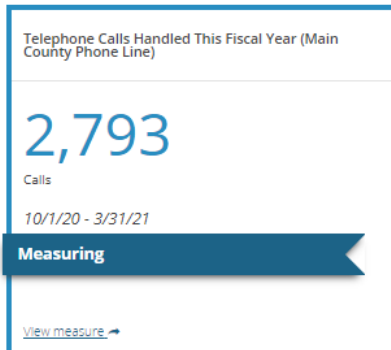 Telephone Calls Handled This Fiscal Year (Main
County Phone Line)
2,793
Calls
10/1/20 - 3/31/21
Measuring
View measure